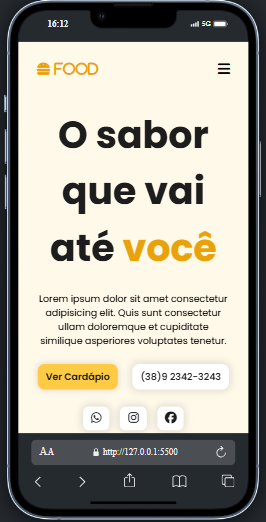 16:12
5G
FOOD
O sabor
que vai
até você
Lorem ipsum dolor sit amet consectetur
adipisicing elit. Quis sunt consectetur
ullam doloremque et cupiditate
similique asperiores voluptates tenetur.
Ver Cardápio
(38)9 2342-3243
AA
http://127.0.0.1:5500